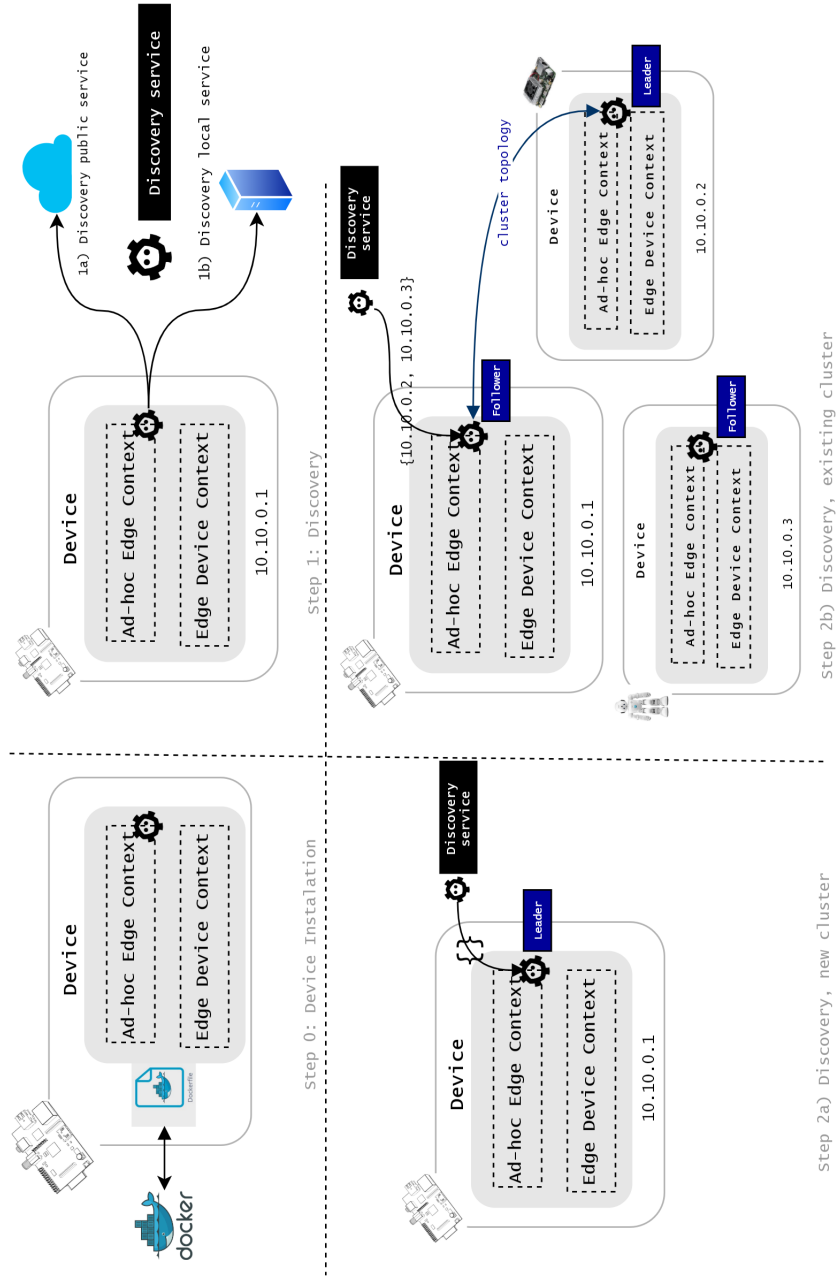 Device
Ad-hoc Edge Context
Edge Device Context
Dockerfile
docker
Step 0: Device Instalation
1a) Discovery public service
Discovery service
1b) Discovery local service
Device
Ad-hoc Edge Context
Edge Device Context
10.10.0.1
Step 1: Discovery
Discovery
service
{}
Leader
Device
Ad-hoc Edge Context
Edge Device Context
10.10.0.1
Step 2a) Discovery, new cluster
Discovery
service
{10.10.0.2, 10.10.0.3}
Device
Ad-hoc Edge Context
Follower
Edge Device Context
10.10.0.1
cluster topology
Device
Ad-hoc Edge Context
Leader
Edge Device Context
10.10.0.2
Device
Ad-hoc Edge Context
Follower
Edge Device Context
10.10.0.3
Step 2b) Discovery, existing cluster